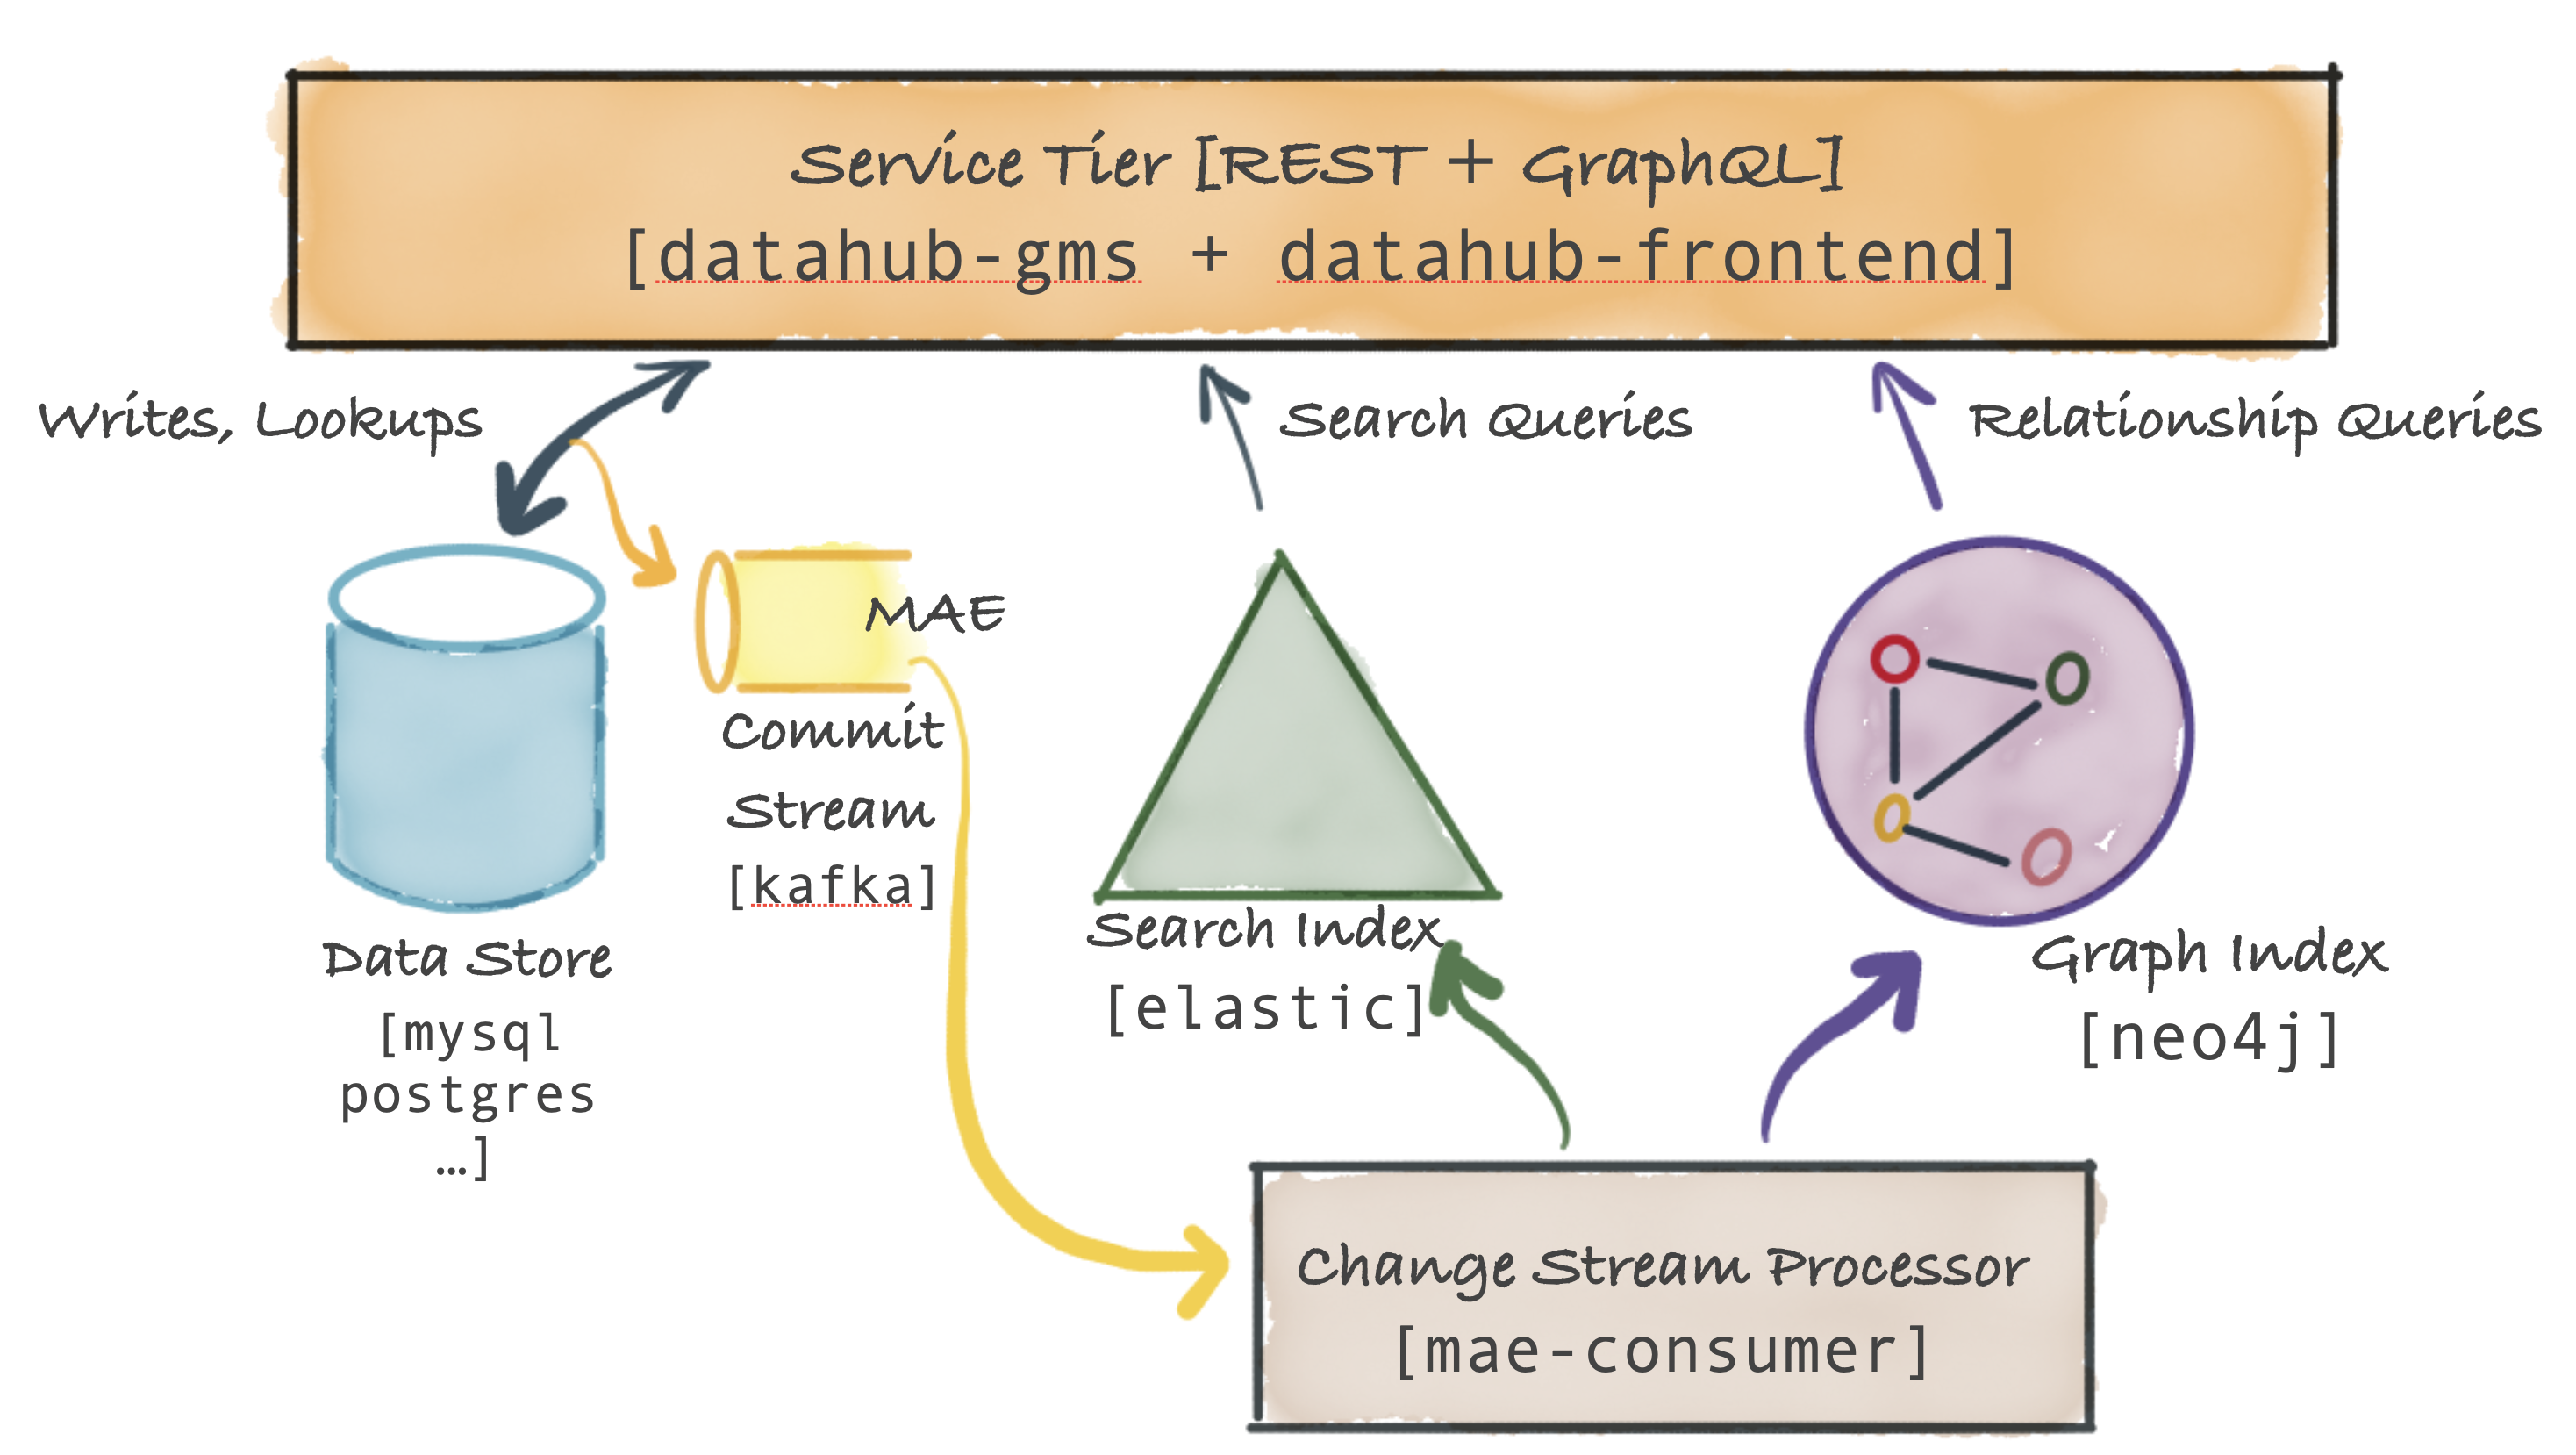 Service Tier [REST + GraphQL]
[datahub-gms + datahub-frontend]
Writes, Lookups
Search Queries
Relationship Queries
MAE
Commit
Stream
[kafka]
Data Store
[mysql
postgres
…]
Search Index
[elastic]
Graph Index
[neo4j]
Change Stream Processor
[mae-consumer]